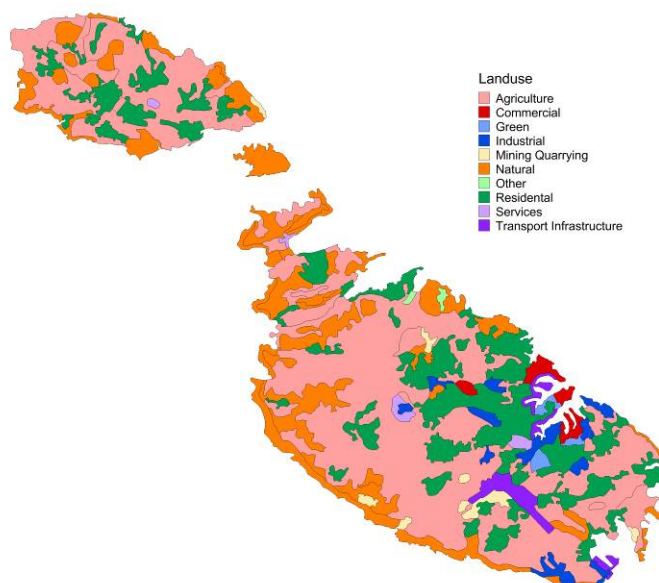 Landuse
Agriculture
Commercial
Green
Industrial
Mining Quarrying
Natural
Other
Residental
Services
Transport Infrastructure